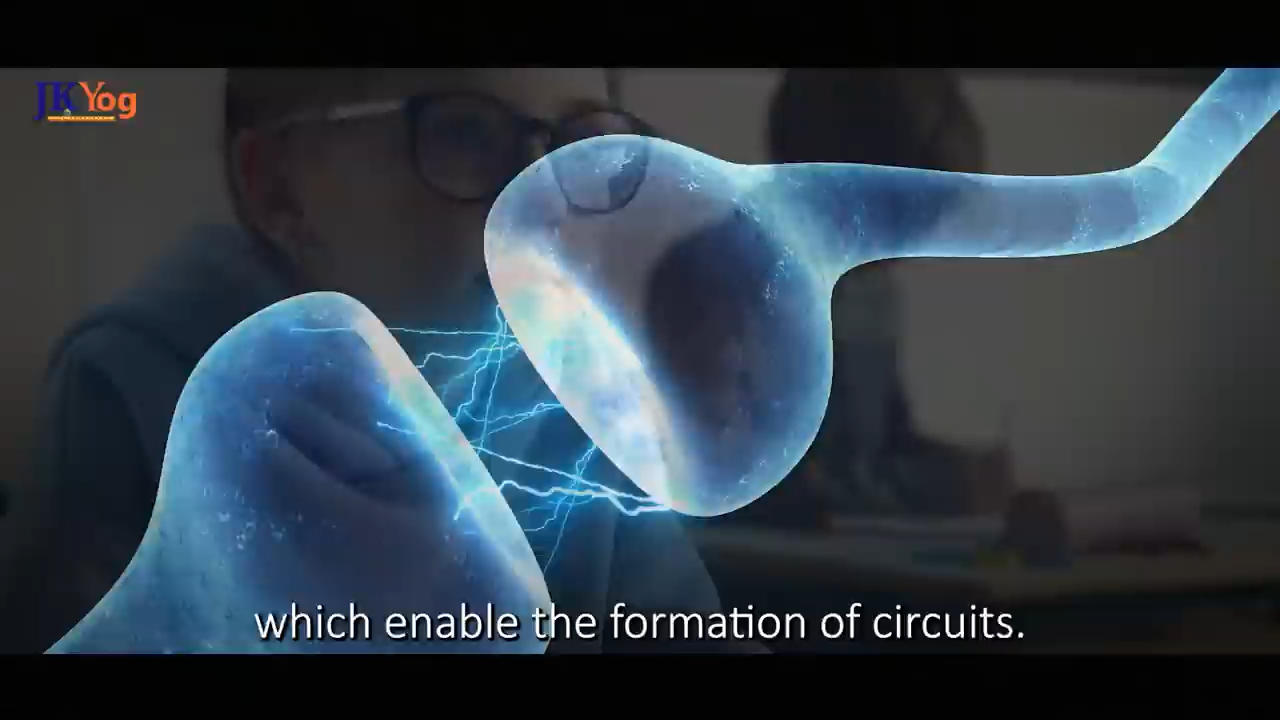 JKYog
which enable the formation of circuits.